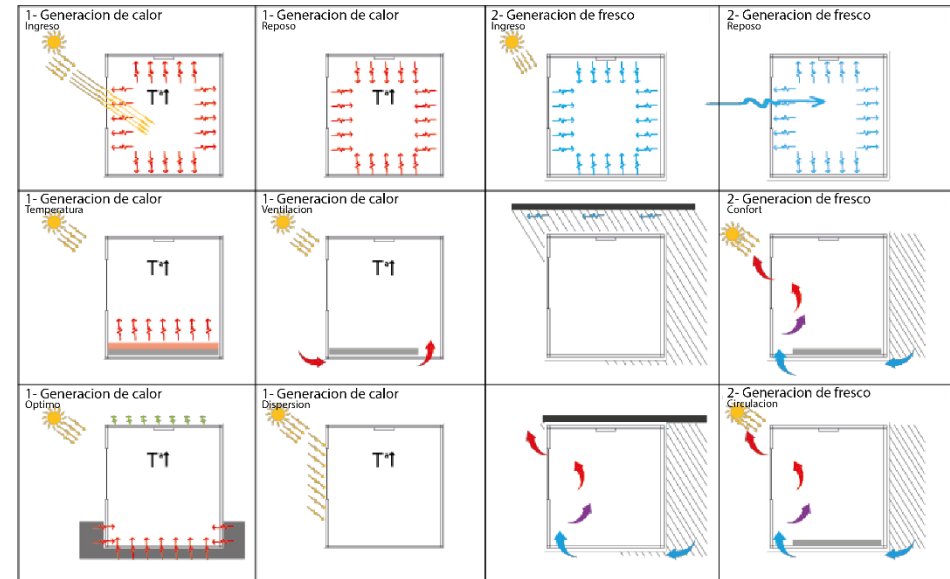 1- Generacion de calor
Ingreso
T°↑
1- Generacion de calor
Reposo
T°↑
2- Generacion de fresco
Ingreso
2- Generacion de fresco
Reposo
1- Generacion de calor
Temperatura
T°↑
1- Generacion de calor
Ventilacion
T°↑
2- Generacion de fresco
Confort
1- Generacion de calor
Optimo
T°↑
1- Generacion de calor
Dispersion
T°↑
2- Generacion de fresco
Circulacion